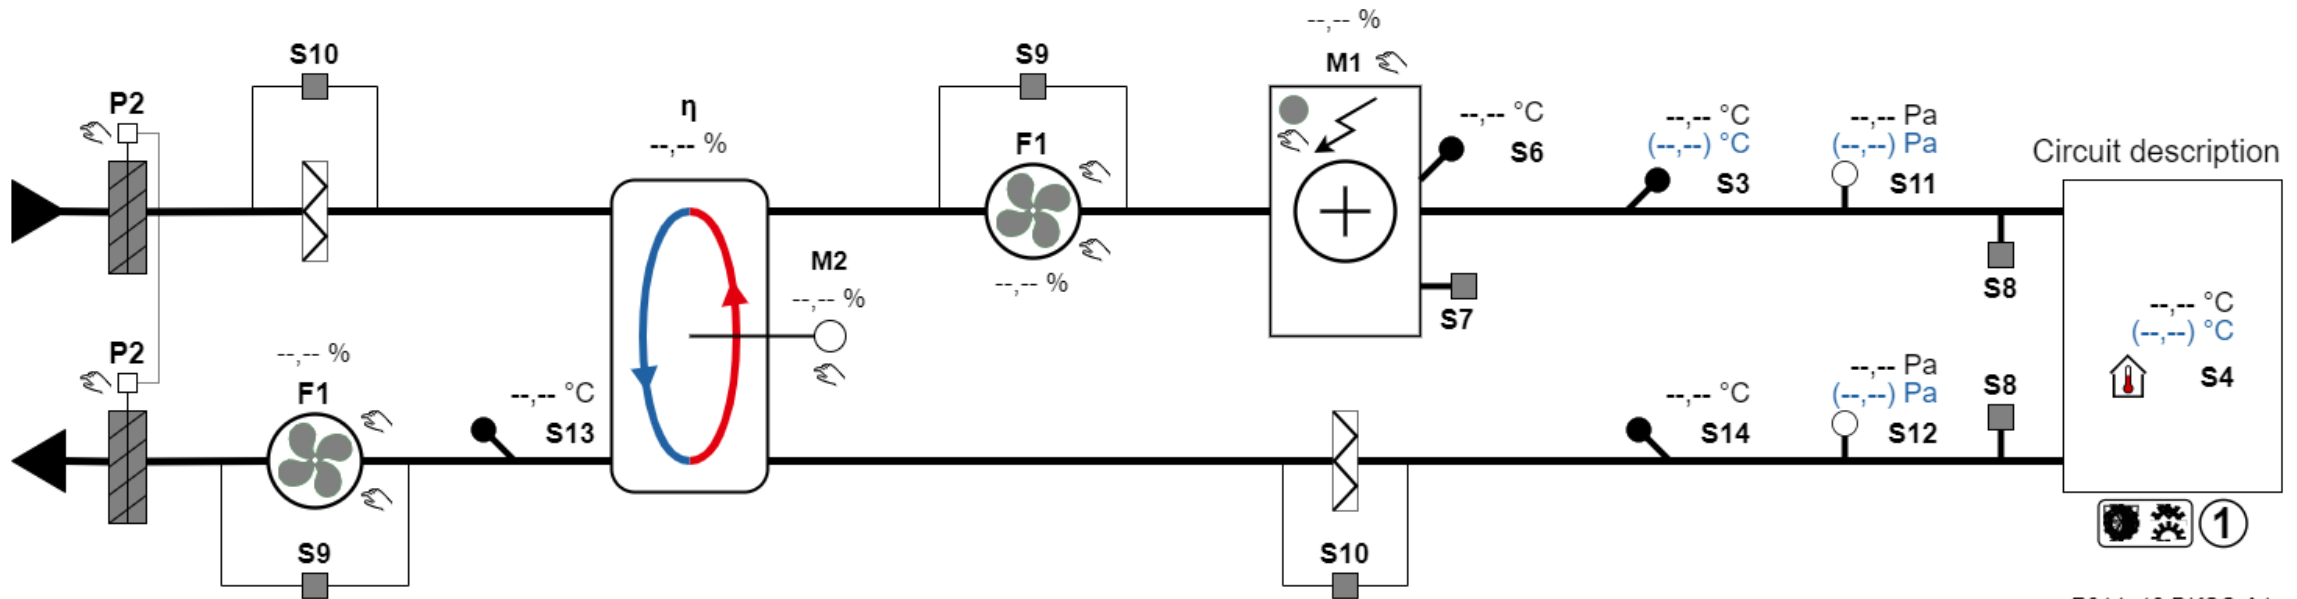 --,-- %
M1
S10
S9
P2
η
--,-- %
F1
--,-- %
--,-- °C
S6
--,-- °C
(--,--) °C
S3
--,-- Pa
(--,--) Pa
S11
Circuit description
M2
--,-- %
S7
S8
--,-- °C
(--,--) °C
S4
P2
--,-- %
F1
--,-- °C
S13
--,-- °C
S14
--,-- Pa
(--,--) Pa
S12
S8
S9
S10
1